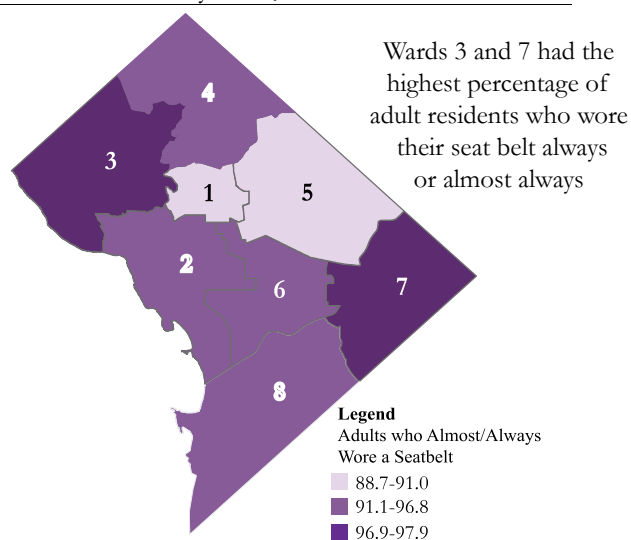 Wards 3 and 7 had the
highest percentage of
adult residents who wore
their seat belt always
or almost always
4
3
1
5
2
6
7
8
Legend
Adults who Almost/Always
Wore a Seatbelt
88.7-91.0
91.1-96.8
96.9-97.9